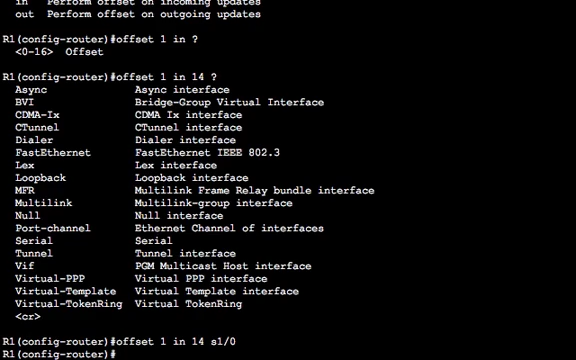 in   Perform offset on incoming updates
out  Perform offset on outgoing updates
R1(config-router)#offset 1 in ?
<0-16>  Offset
R1(config-router)#offset 1 in 14 ?
Async              Async interface
BVI                Bridge-Group Virtual Interface
CDMA-Ix            CDMA Ix interface
CTunnel            CTunnel interface
Dialer             Dialer interface
FastEthernet       FastEthernet IEEE 802.3
Lex                Lex interface
Loopback           Loopback interface
MFR                Multilink Frame Relay bundle interface
Multilink          Multilink-group interface
Null               Null interface
Port-channel       Ethernet Channel of interfaces
Serial             Serial
Tunnel             Tunnel interface
Vif                PGM Multicast Host interface
Virtual-PPP        Virtual PPP interface
Virtual-Template   Virtual Template interface
Virtual-TokenRing  Virtual TokenRing
<cr>
R1(config-router)#offset 1 in 14 s1/0
R1(config-router)#